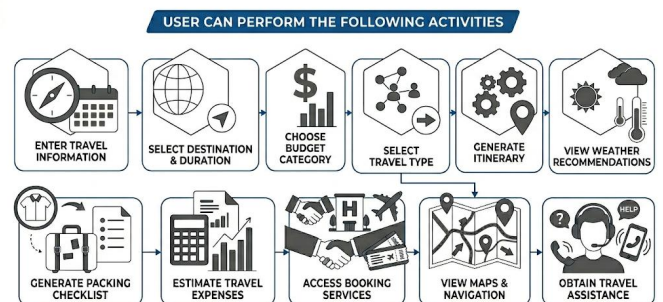 USER CAN PERFORM THE FOLLOWING ACTIVITIES
ENTER TRAVEL
INFORMATION
SELECT DESTINATION
& DURATION
$
CHOOSE
BUDGET
CATEGORY
SELECT
TRAVEL TYPE
GENERATE
ITINERARY
VIEW WEATHER
RECOMMENDATIONS
GENERATE PACKING
CHECKLIST
ESTIMATE TRAVEL
EXPENSES
H
ACCESS BOOKING
SERVICES
VIEW MAPS &
NAVIGATION
?
HELP
OBTAIN TRAVEL
ASSISTANCE